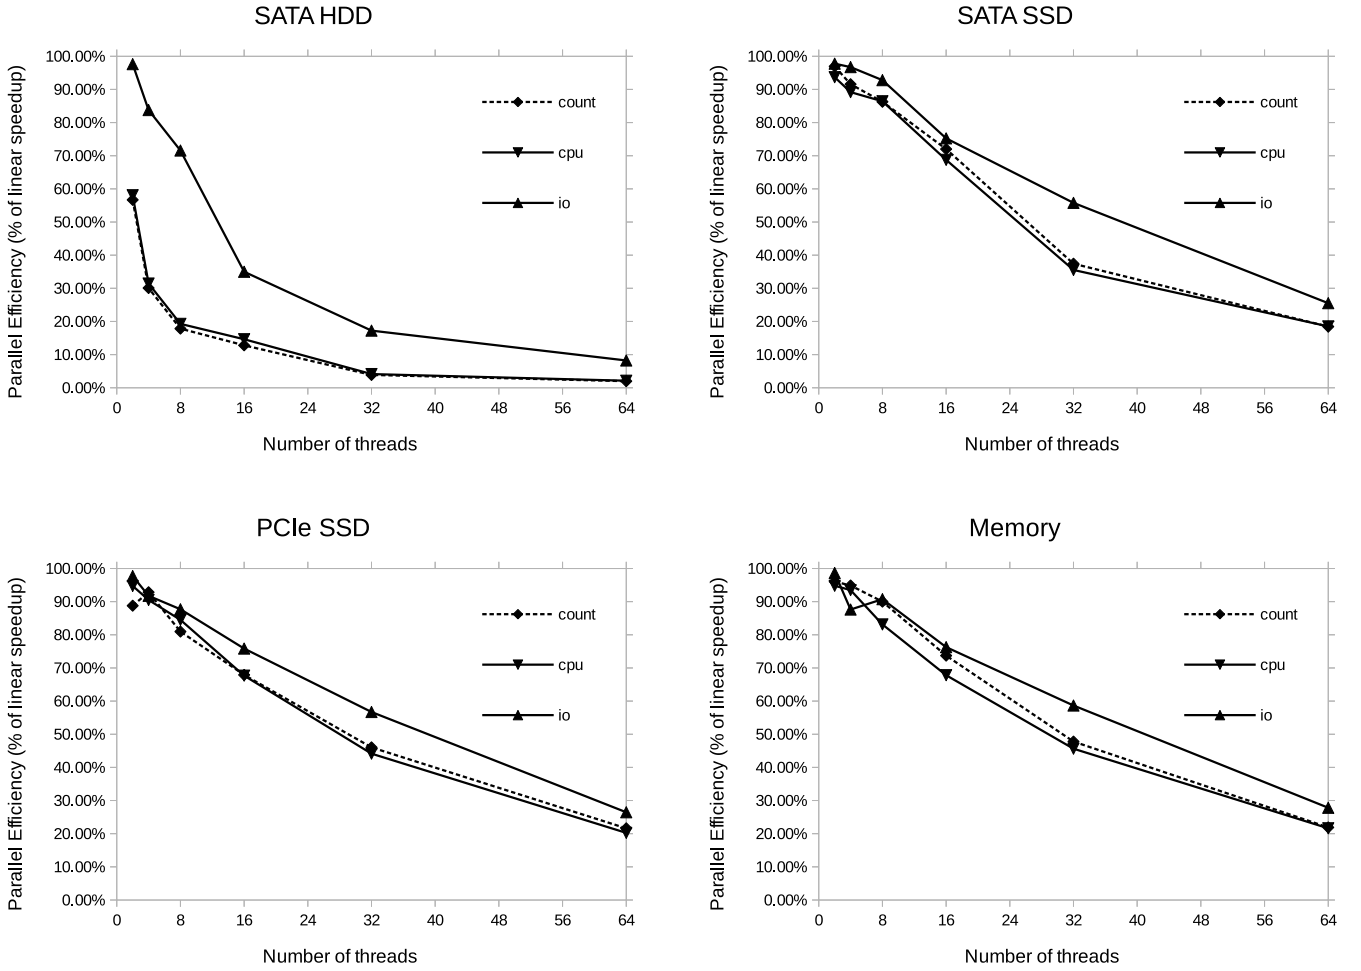 SATA HDD
Parallel Efficiency (% of linear speedup)
100.00%
90.00%
80.00%
70.00%
60.00%
50.00%
40.00%
30.00%
20.00%
10.00%
0.00%
count
cpu
io
0 8 16 24 32 40 48 56 64
Number of threads
SATA SSD
Parallel Efficiency (% of linear speedup)
100.00%
90.00%
80.00%
70.00%
60.00%
50.00%
40.00%
30.00%
20.00%
10.00%
0.00%
count
cpu
io
0 8 16 24 32 40 48 56 64
Number of threads
PCIe SSD
Parallel Efficiency (% of linear speedup)
100.00%
90.00%
80.00%
70.00%
60.00%
50.00%
40.00%
30.00%
20.00%
10.00%
0.00%
count
cpu
io
0 8 16 24 32 40 48 56 64
Number of threads
Memory
Parallel Efficiency (% of linear speedup)
100.00%
90.00%
80.00%
70.00%
60.00%
50.00%
40.00%
30.00%
20.00%
10.00%
0.00%
count
cpu
io
0 8 16 24 32 40 48 56 64
Number of threads